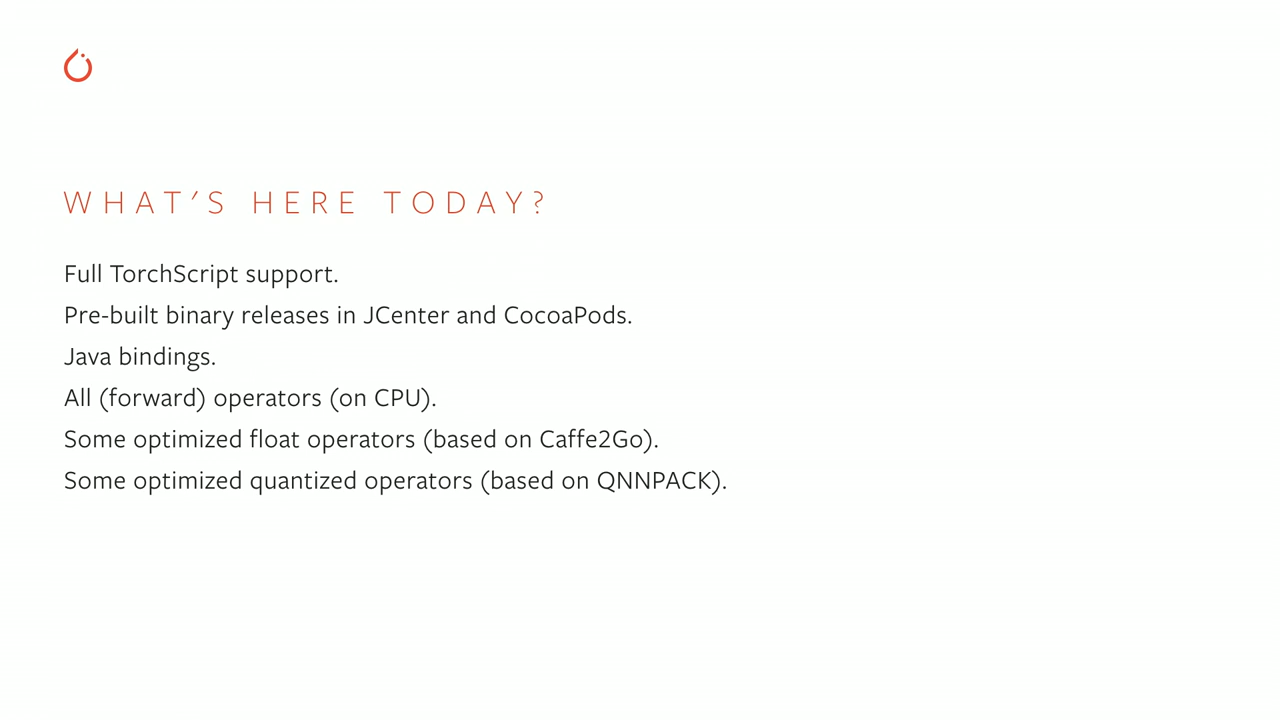 WHAT'S HERE TODAY?
Full TorchScript support.
Pre-built binary releases in JCenter and CocoaPods.
Java bindings.
All (forward) operators (on CPU).
Some optimized float operators (based on Caffe2Go).
Some optimized quantized operators (based on QNNPACK).